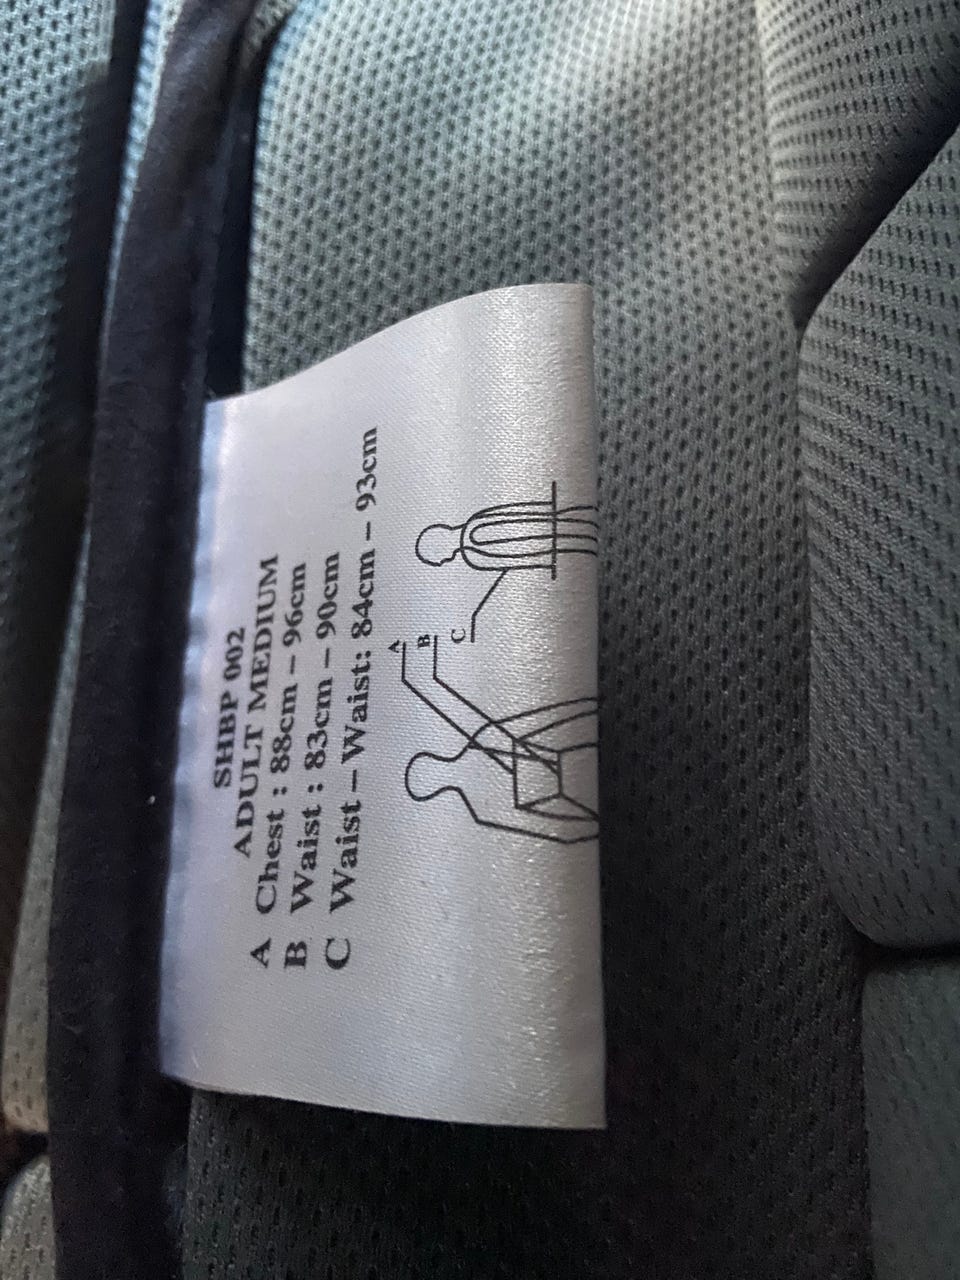 SHBP 002
ADULT MEDIUM
A Chest : 88cm – 96cm
B Waist : 83cm – 90cm
C Waist – Waist: 84cm – 93cm
A
B
C